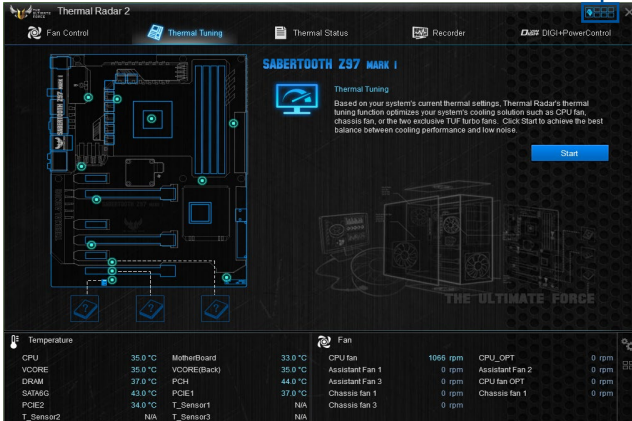 THE ULTIMATE FORCE
Thermal Radar 2
Fan Control
Thermal Tuning
Thermal Status
Recorder
DIGI+PowerControl
SABERTOOTH Z97 MARK 1
SABERTOOTH Z97 MARK I
Thermal Tuning
Based on your system's current thermal settings, Thermal Radar's thermal
tuning function optimizes your system's cooling solution such as CPU fan,
chassis fan, or the two exclusive TUF turbo fans. Click Start to achieve the best
balance between cooling performance and low noise.
Start
THE ULTIMATE FORCE
? ? ?
Temperature
CPU 35.0 °C MotherBoard 33.0 °C
VCORE 35.0 °C VCORE(Back) 35.0 °C
DRAM 37.0 °C PCH 44.0 °C
SATA6G 43.0 °C PCIE1 37.0 °C
PCIE2 34.0 °C T_Sensor1 N/A
T_Sensor2 N/A T_Sensor3 N/A
Fan
CPU fan 1066 rpm CPU_OPT 0 rpm
Assistant Fan 1 0 rpm Assistant Fan 2 0 rpm
Assistant Fan 3 0 rpm CPU fan OPT 0 rpm
Chassis fan 1 0 rpm Chassis fan 1 0 rpm
Chassis fan 3 0 rpm